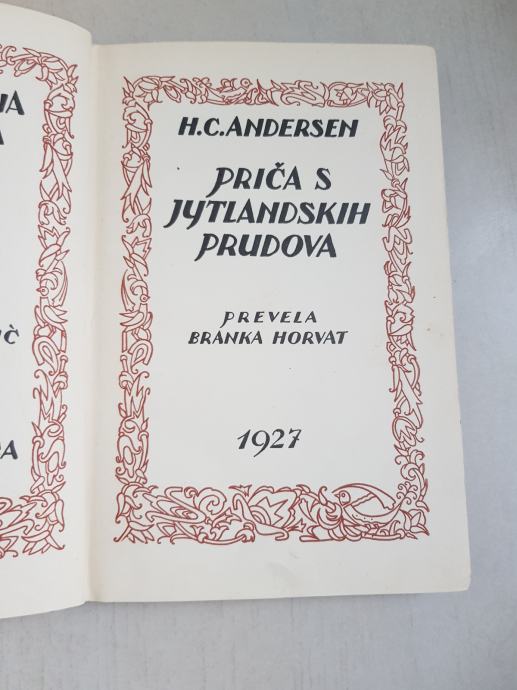 H.C. ANDERSEN
PRIČA S
JYTLANDSKIH
PRUDOVA
PREVELA
BRANKA HORVAT
1927